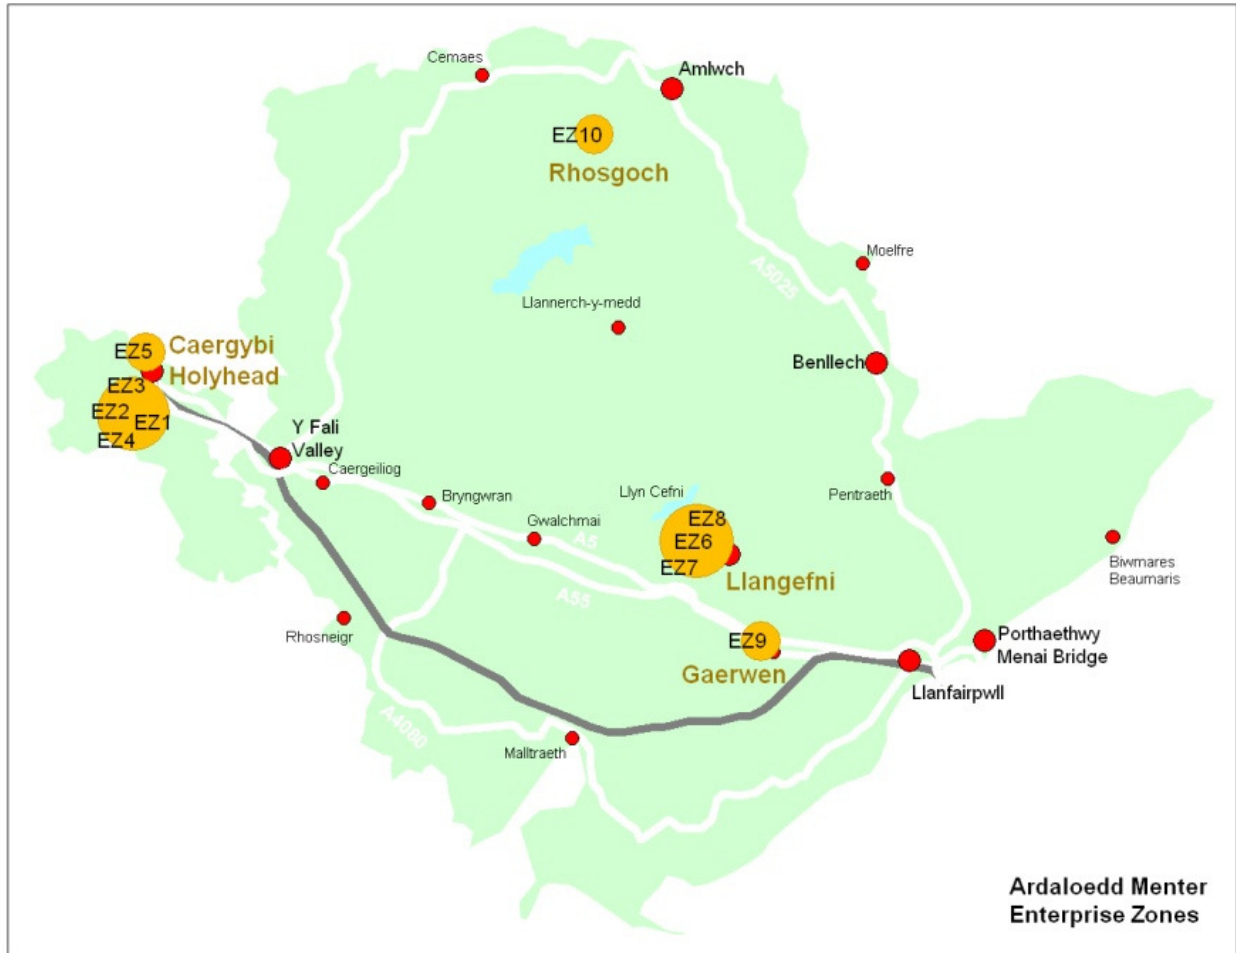 Cemaes
Amlwch
EZ10
Rhosgoch
Moelfre
A5025
Llannerch-y-medd
Caergybi
Holyhead
EZ5
EZ3
EZ2
EZ1
EZ4
Benllech
Y Fali
Valley
Caergeiliog
Bryngwran
Llyn Cefni
Pentraeth
Gwalchmai
A5
EZ8
EZ6
EZ7
Llangefni
Biwmares
Beaumaris
A55
Rhosneigr
EZ9
Gaerwen
Porthaethwy
Menai Bridge
Llanfairpwll
A4080
Malltraeth
Ardaloedd Menter
Enterprise Zones